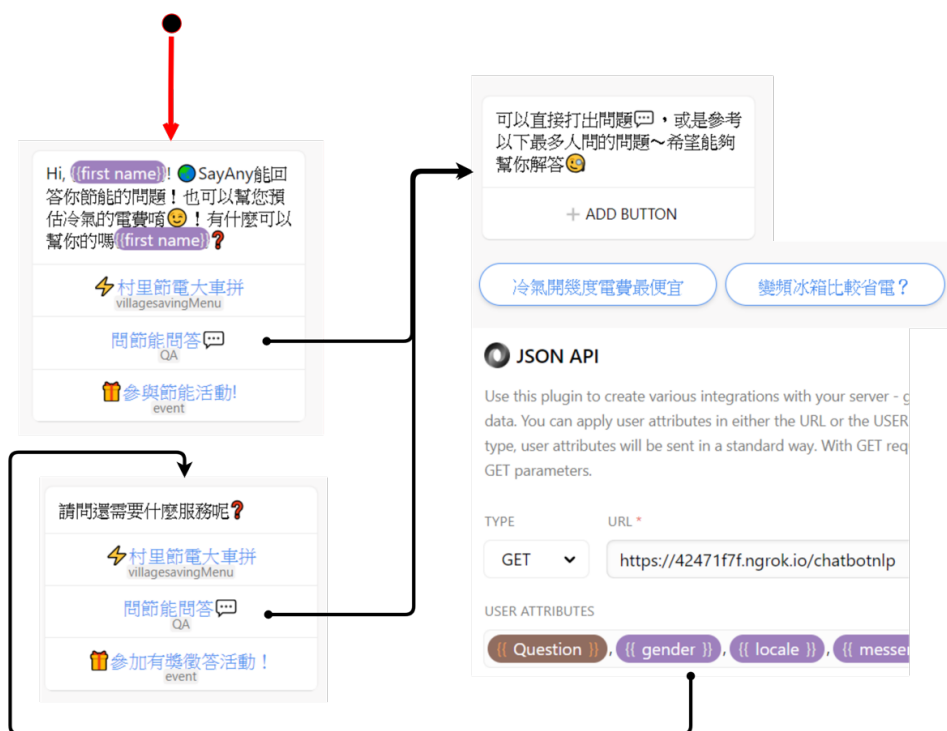 Hi, {{first name}}! 🌏SayAny能回
答你節能的問題！也可以幫您預
估冷氣的電費唷😉！有什麼可以
幫你的嗎{{first name}}❓
⚡村里節電大車拼
villagesavingMenu
問節能問答💬
QA
🎁參與節能活動!
event
請問還需要什麼服務呢❓
⚡村里節電大車拼
villagesavingMenu
問節能問答💬
QA
🎁參加有獎徵答活動！
event
可以直接打出問題💬，或是參考
以下最多人問的問題～希望能夠
幫你解答🧐
+ ADD BUTTON
冷氣開幾度電費最便宜
變頻冰箱比較省電？
JSON API
Use this plugin to create various integrations with your server - g
data. You can apply user attributes in either the URL or the USER
type, user attributes will be sent in a standard way. With GET req
GET parameters.
TYPE
URL *
GET
https://42471f7f.ngrok.io/chatbotnlp
USER ATTRIBUTES
{{ Question }}, {{ gender }}, {{ locale }}, {{ messer